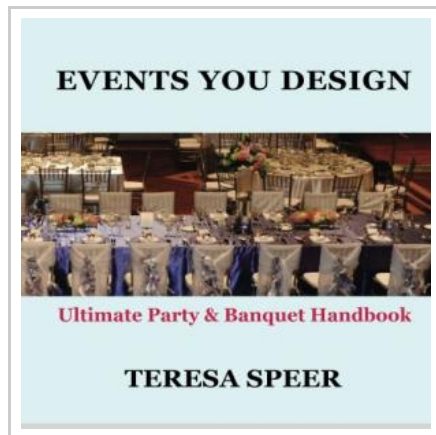 EVENTS YOU DESIGN
Ultimate Party & Banquet Handbook
TERESA SPEER